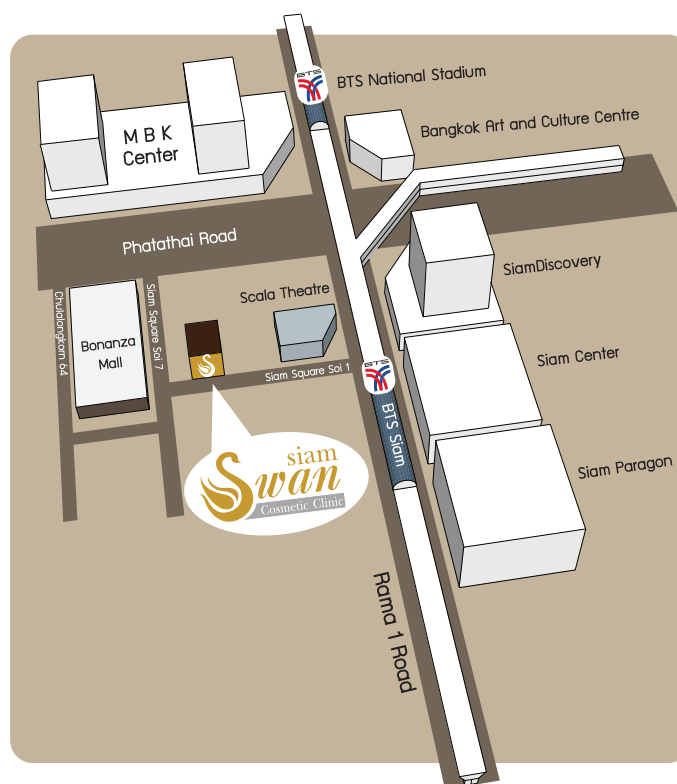 BTS
BTS National Stadium
Bangkok Art and Culture Centre
M B K
Center
Phatathai Road
SiamDiscovery
Chulalongkorn 64
Siam Square Soi 7
Scala Theatre
Bonanza
Mall
Siam Square Soi 1
BTS
BTS Siam
Siam Center
Siam Paragon
siam
Swan
Cosmetic Clinic
Rama 1 Road